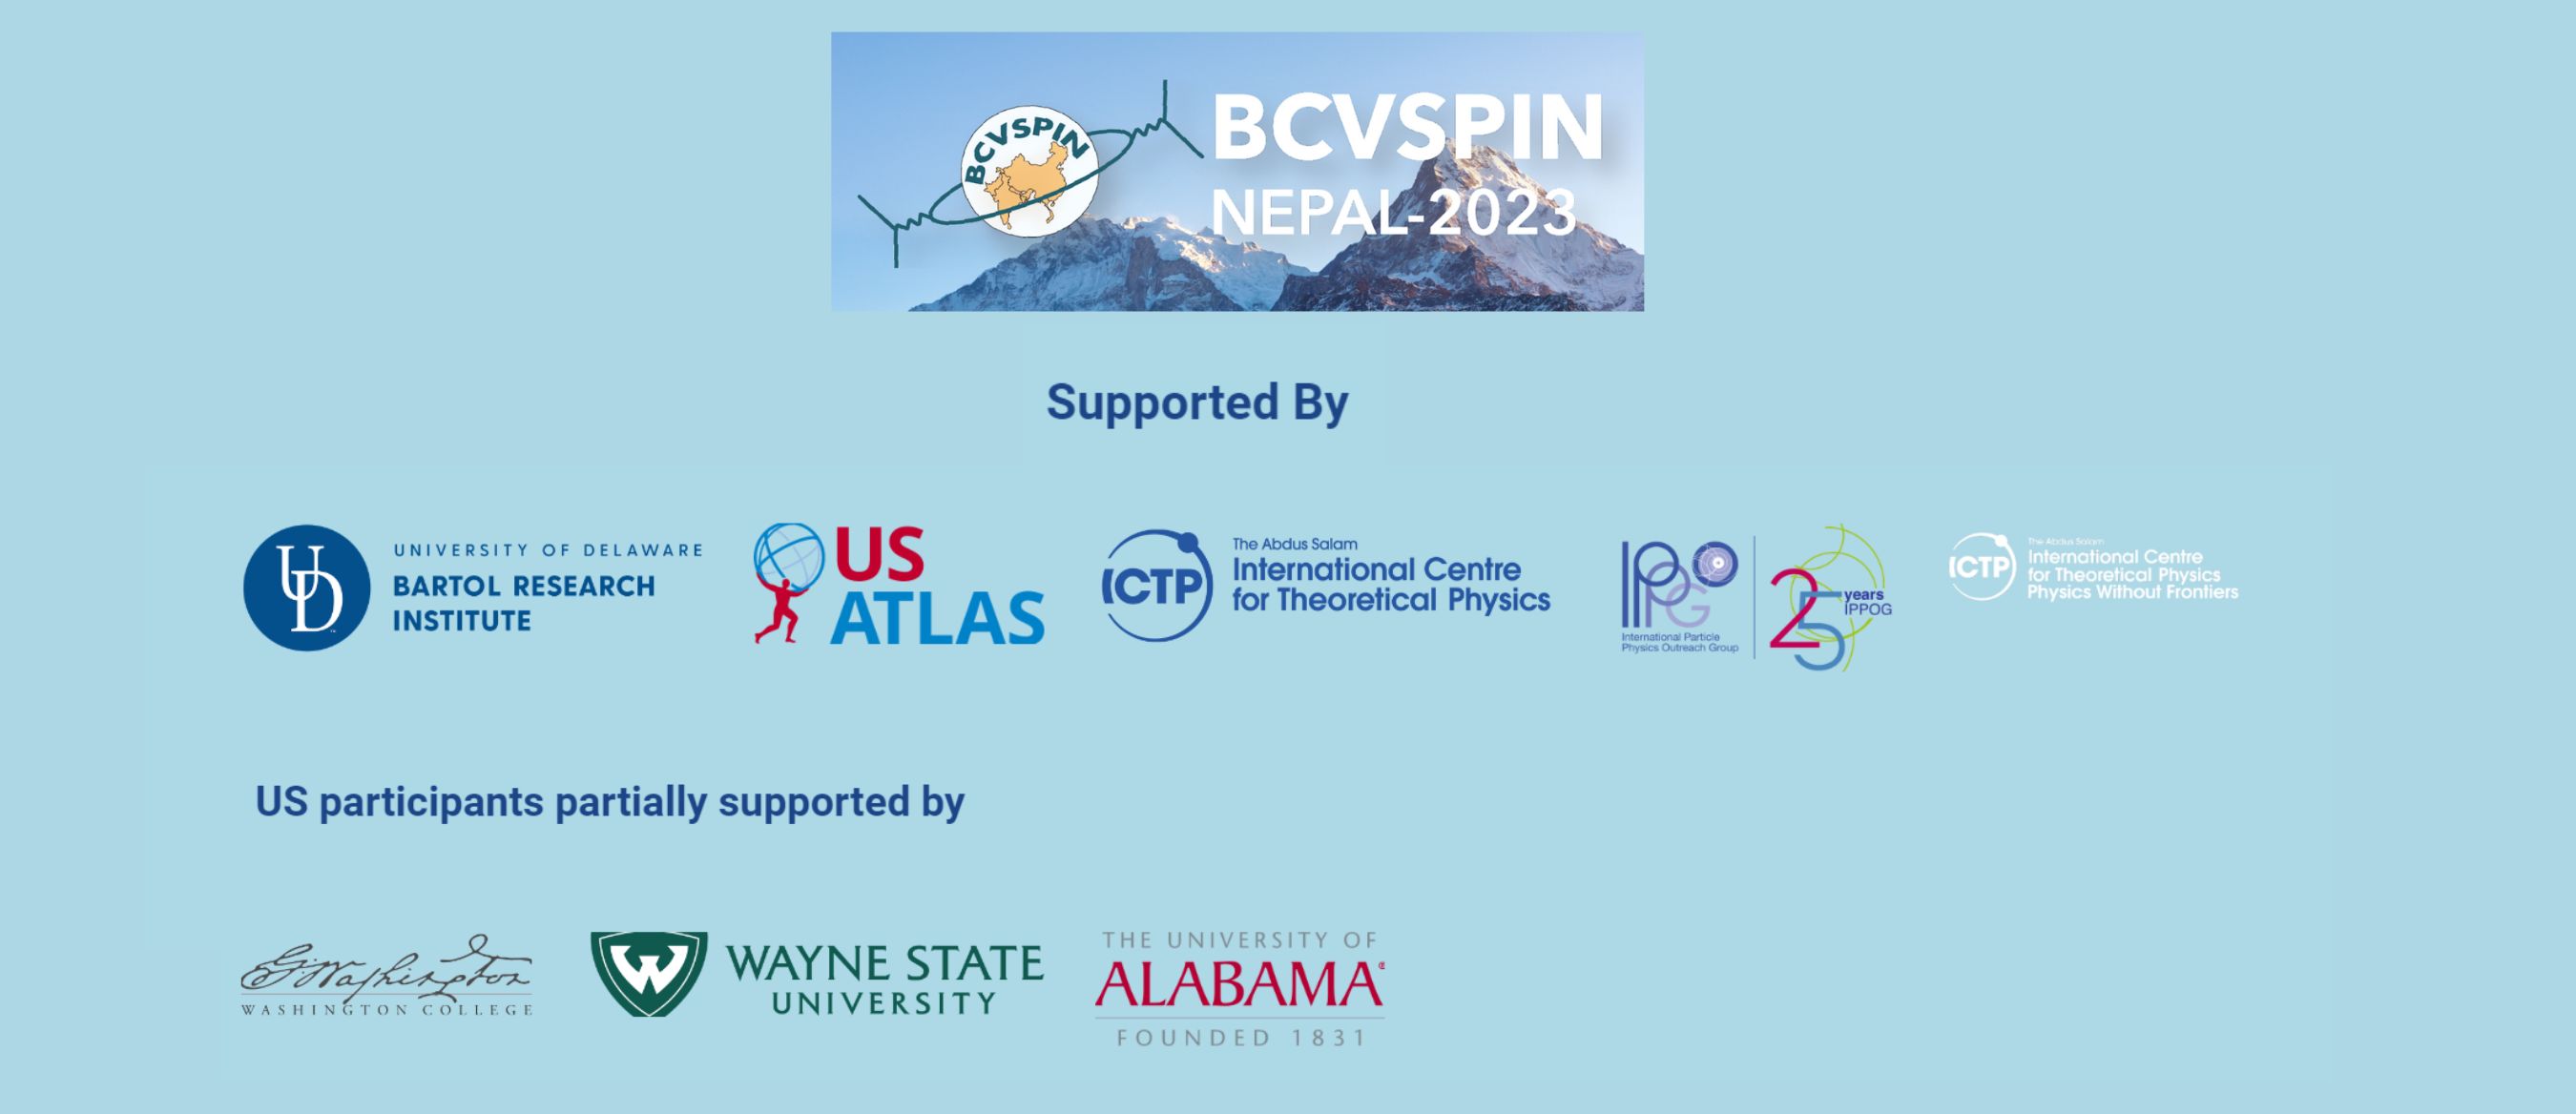 BCVSPIN
BCVSPIN
NEPAL-2023
Supported By
UD
UNIVERSITY OF DELAWARE
BARTOL RESEARCH
INSTITUTE
US
ATLAS
ICTP
The Abdus Salam
International Centre
for Theoretical Physics
IPPOG
International Particle
Physics Outreach Group
25
years
IPPOG
ICTP
The Abdus Salam
International Centre
for Theoretical Physics
Physics Without Frontiers
US participants partially supported by
G. Washington
WASHINGTON COLLEGE
W
WAYNE STATE
UNIVERSITY
THE UNIVERSITY OF
ALABAMA
FOUNDED 1831